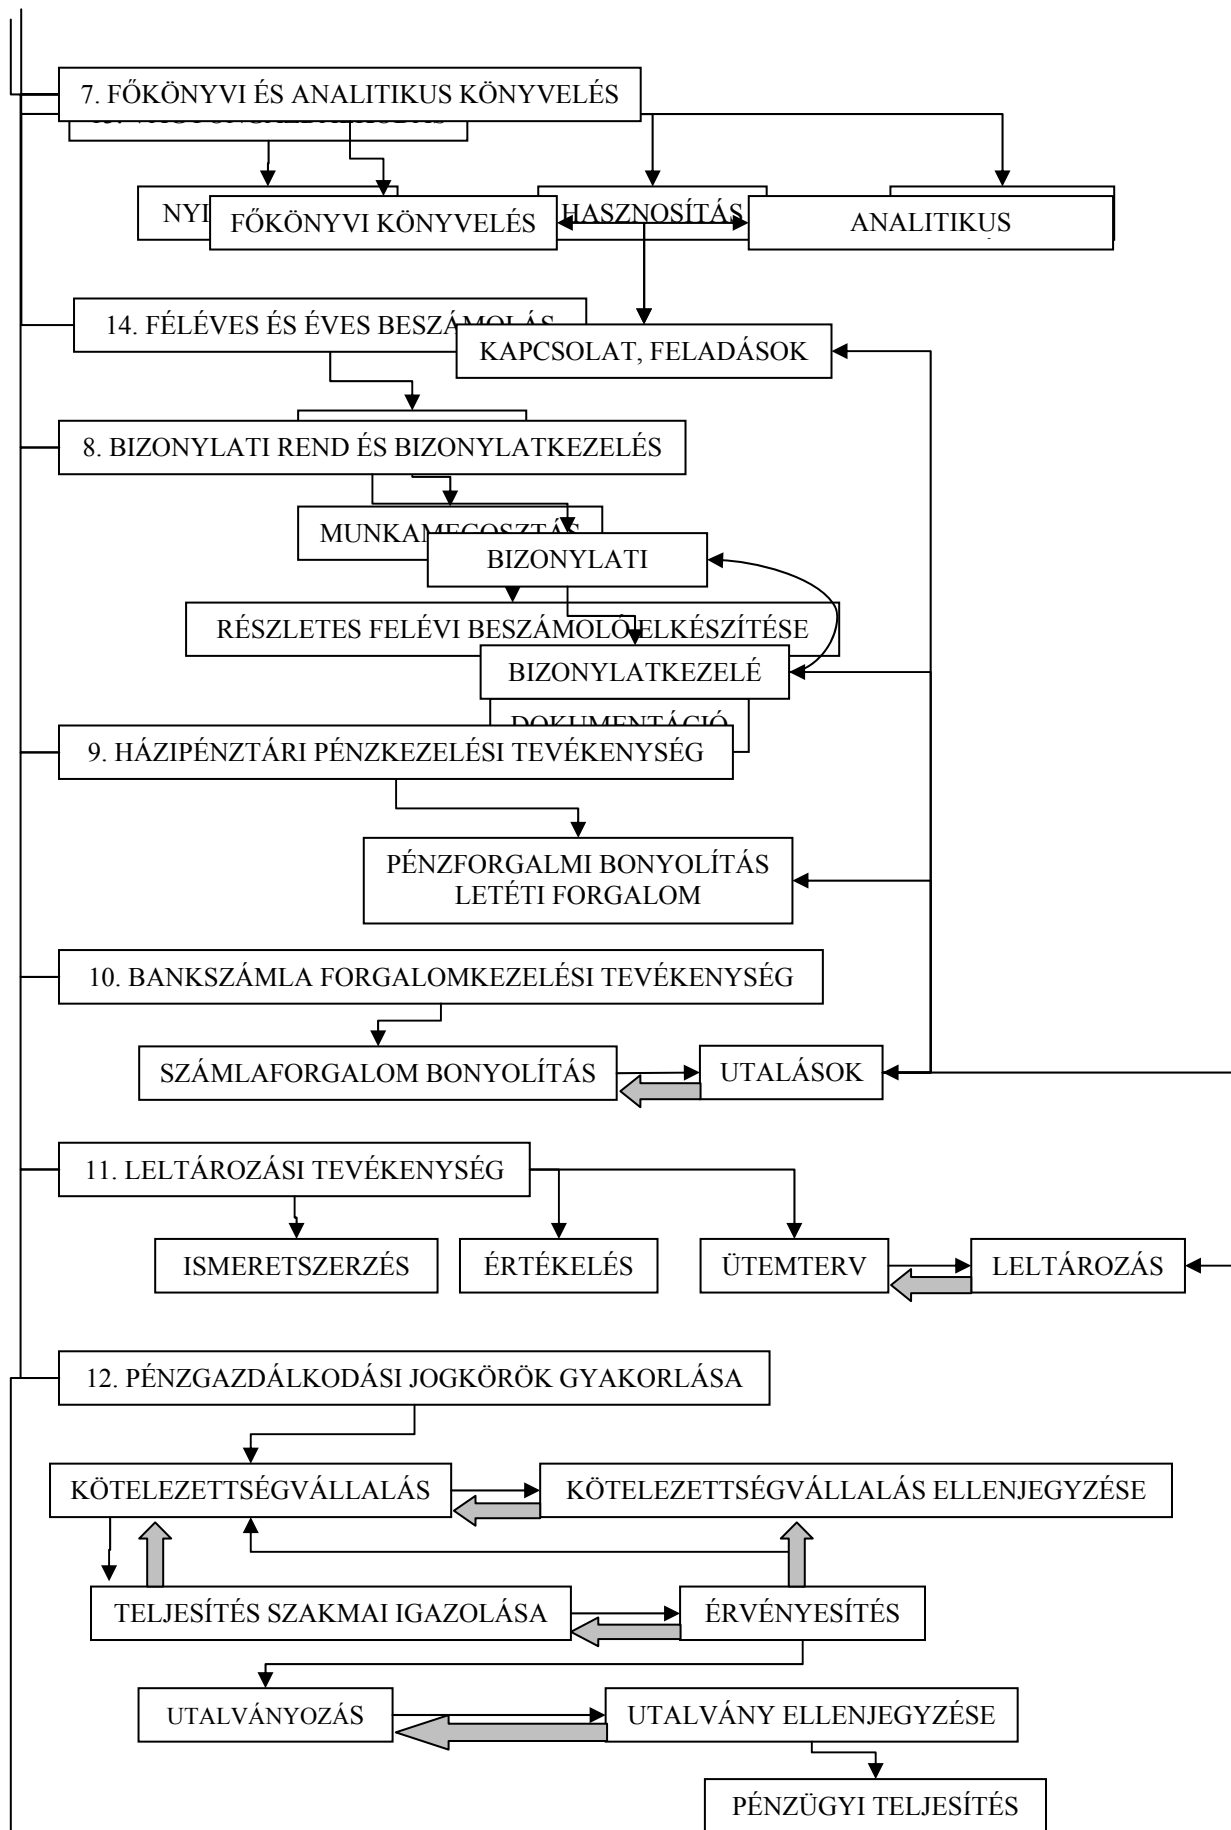 7. FŐKÖNYVI ÉS ANALITIKUS KÖNYVELÉS
FŐKÖNYVI KÖNYVELÉS
HASZNOSÍTÁS
ANALITIKUS
14. FÉLÉVES ÉS ÉVES BESZÁMOLÁS
KAPCSOLAT, FELADÁSOK
8. BIZONYLATI REND ÉS BIZONYLATKEZELÉS
MUNKAMEGOSZTÁS
BIZONYLATI
RÉSZLETES FELÉVI BESZÁMOLÓ ELKÉSZÍTÉSE
BIZONYLATKEZELÉ
DOKUMENTÁCIÓ
9. HÁZIPÉNZTÁRI PÉNZKEZELÉSI TEVÉKENYSÉG
PÉNZFORGALMI BONYOLÍTÁS
LETÉTI FORGALOM
10. BANKSZÁMLA FORGALOMKEZELÉSI TEVÉKENYSÉG
SZÁMLAFORGALOM BONYOLÍTÁS
UTALÁSOK
11. LELTÁROZÁSI TEVÉKENYSÉG
ISMERETSZERZÉS
ÉRTÉKELÉS
ÜTEMTERV
LELTÁROZÁS
12. PÉNZGAZDÁLKODÁSI JOGKÖRÖK GYAKORLÁSA
KÖTELEZETTSÉGVÁLLALÁS
KÖTELEZETTSÉGVÁLLALÁS ELLENJEGYZÉSE
TELJESÍTÉS SZAKMAI IGAZOLÁSA
ÉRVÉNYESÍTÉS
UTALVÁNYOZÁS
UTALVÁNY ELLENJEGYZÉSE
PÉNZÜGYI TELJESÍTÉS